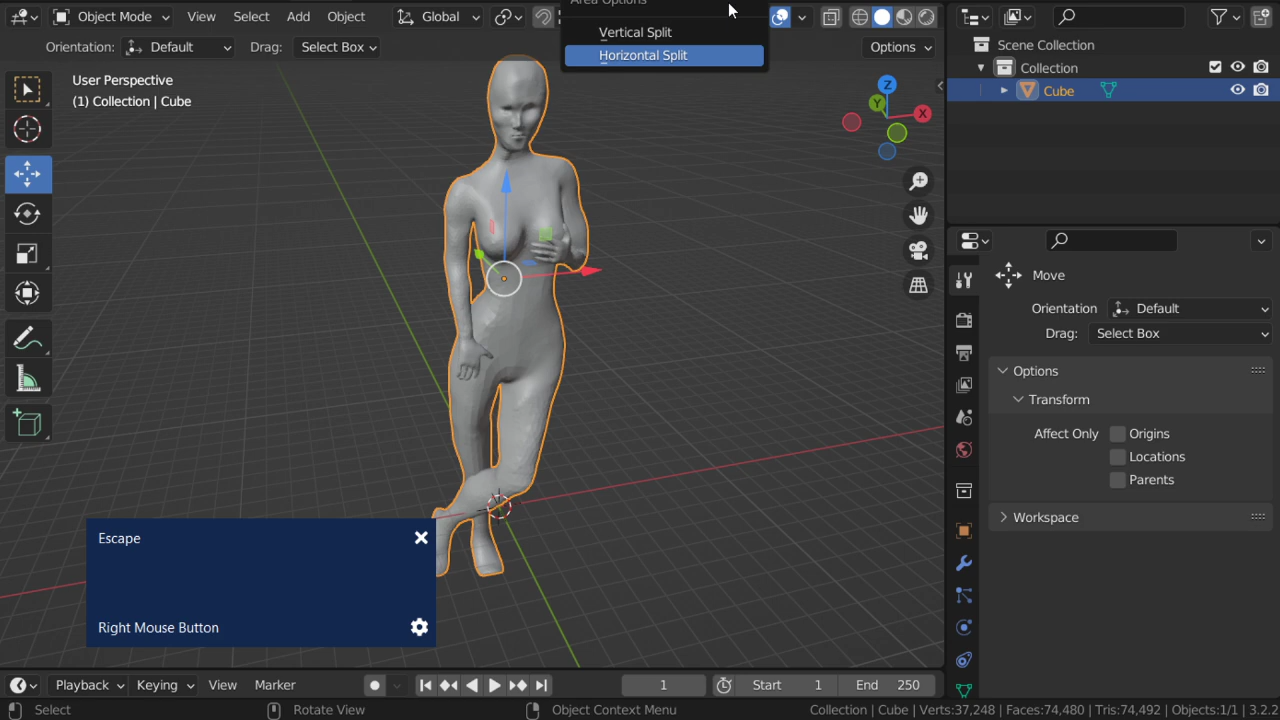 Object Mode View Select Add Object Global Area Options
Vertical Split
Horizontal Split
Orientation: Default Drag: Select Box Options
User Perspective
(1) Collection | Cube
Z
Y
X
Scene Collection
Collection
Cube
Move
Orientation Default
Drag: Select Box
Options
Transform
Affect Only Origins
Locations
Parents
Workspace
Escape
Right Mouse Button
Playback Keying View Marker 1 Start 1 End 250
Select Rotate View Object Context Menu Collection | Cube | Verts:37,248 | Faces:74,480 | Tris:74,492 | Objects:1/1 | 3.2.2